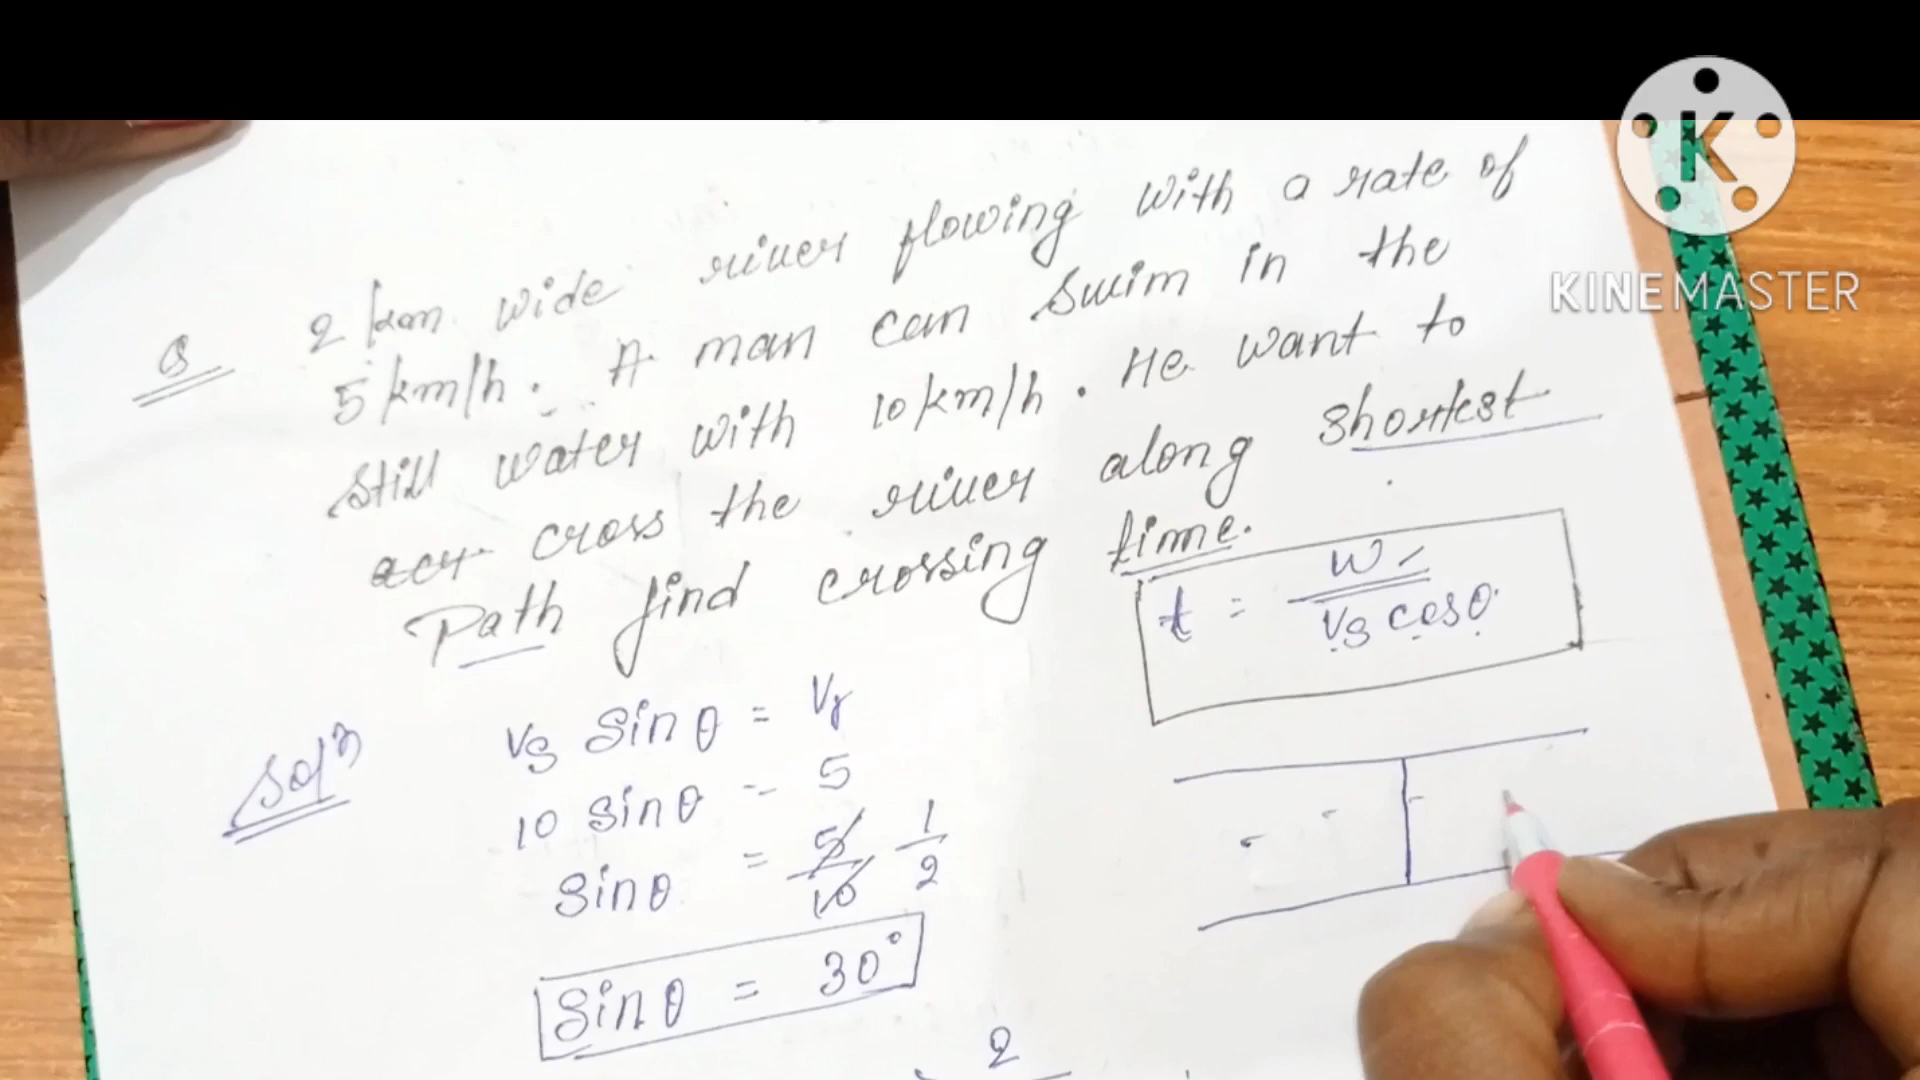 KINEMASTER
Q 2 km wide river flowing with a rate of
5 km/h. A man can swim in the
still water with 10 km/h. He want to
acr cross the river along shortest
Path find crossing time.
t = w / vs cosθ
Solⁿ vs sinθ = vr
10 sinθ = 5
sinθ = 5/10 1/2
sinθ = 30°
2